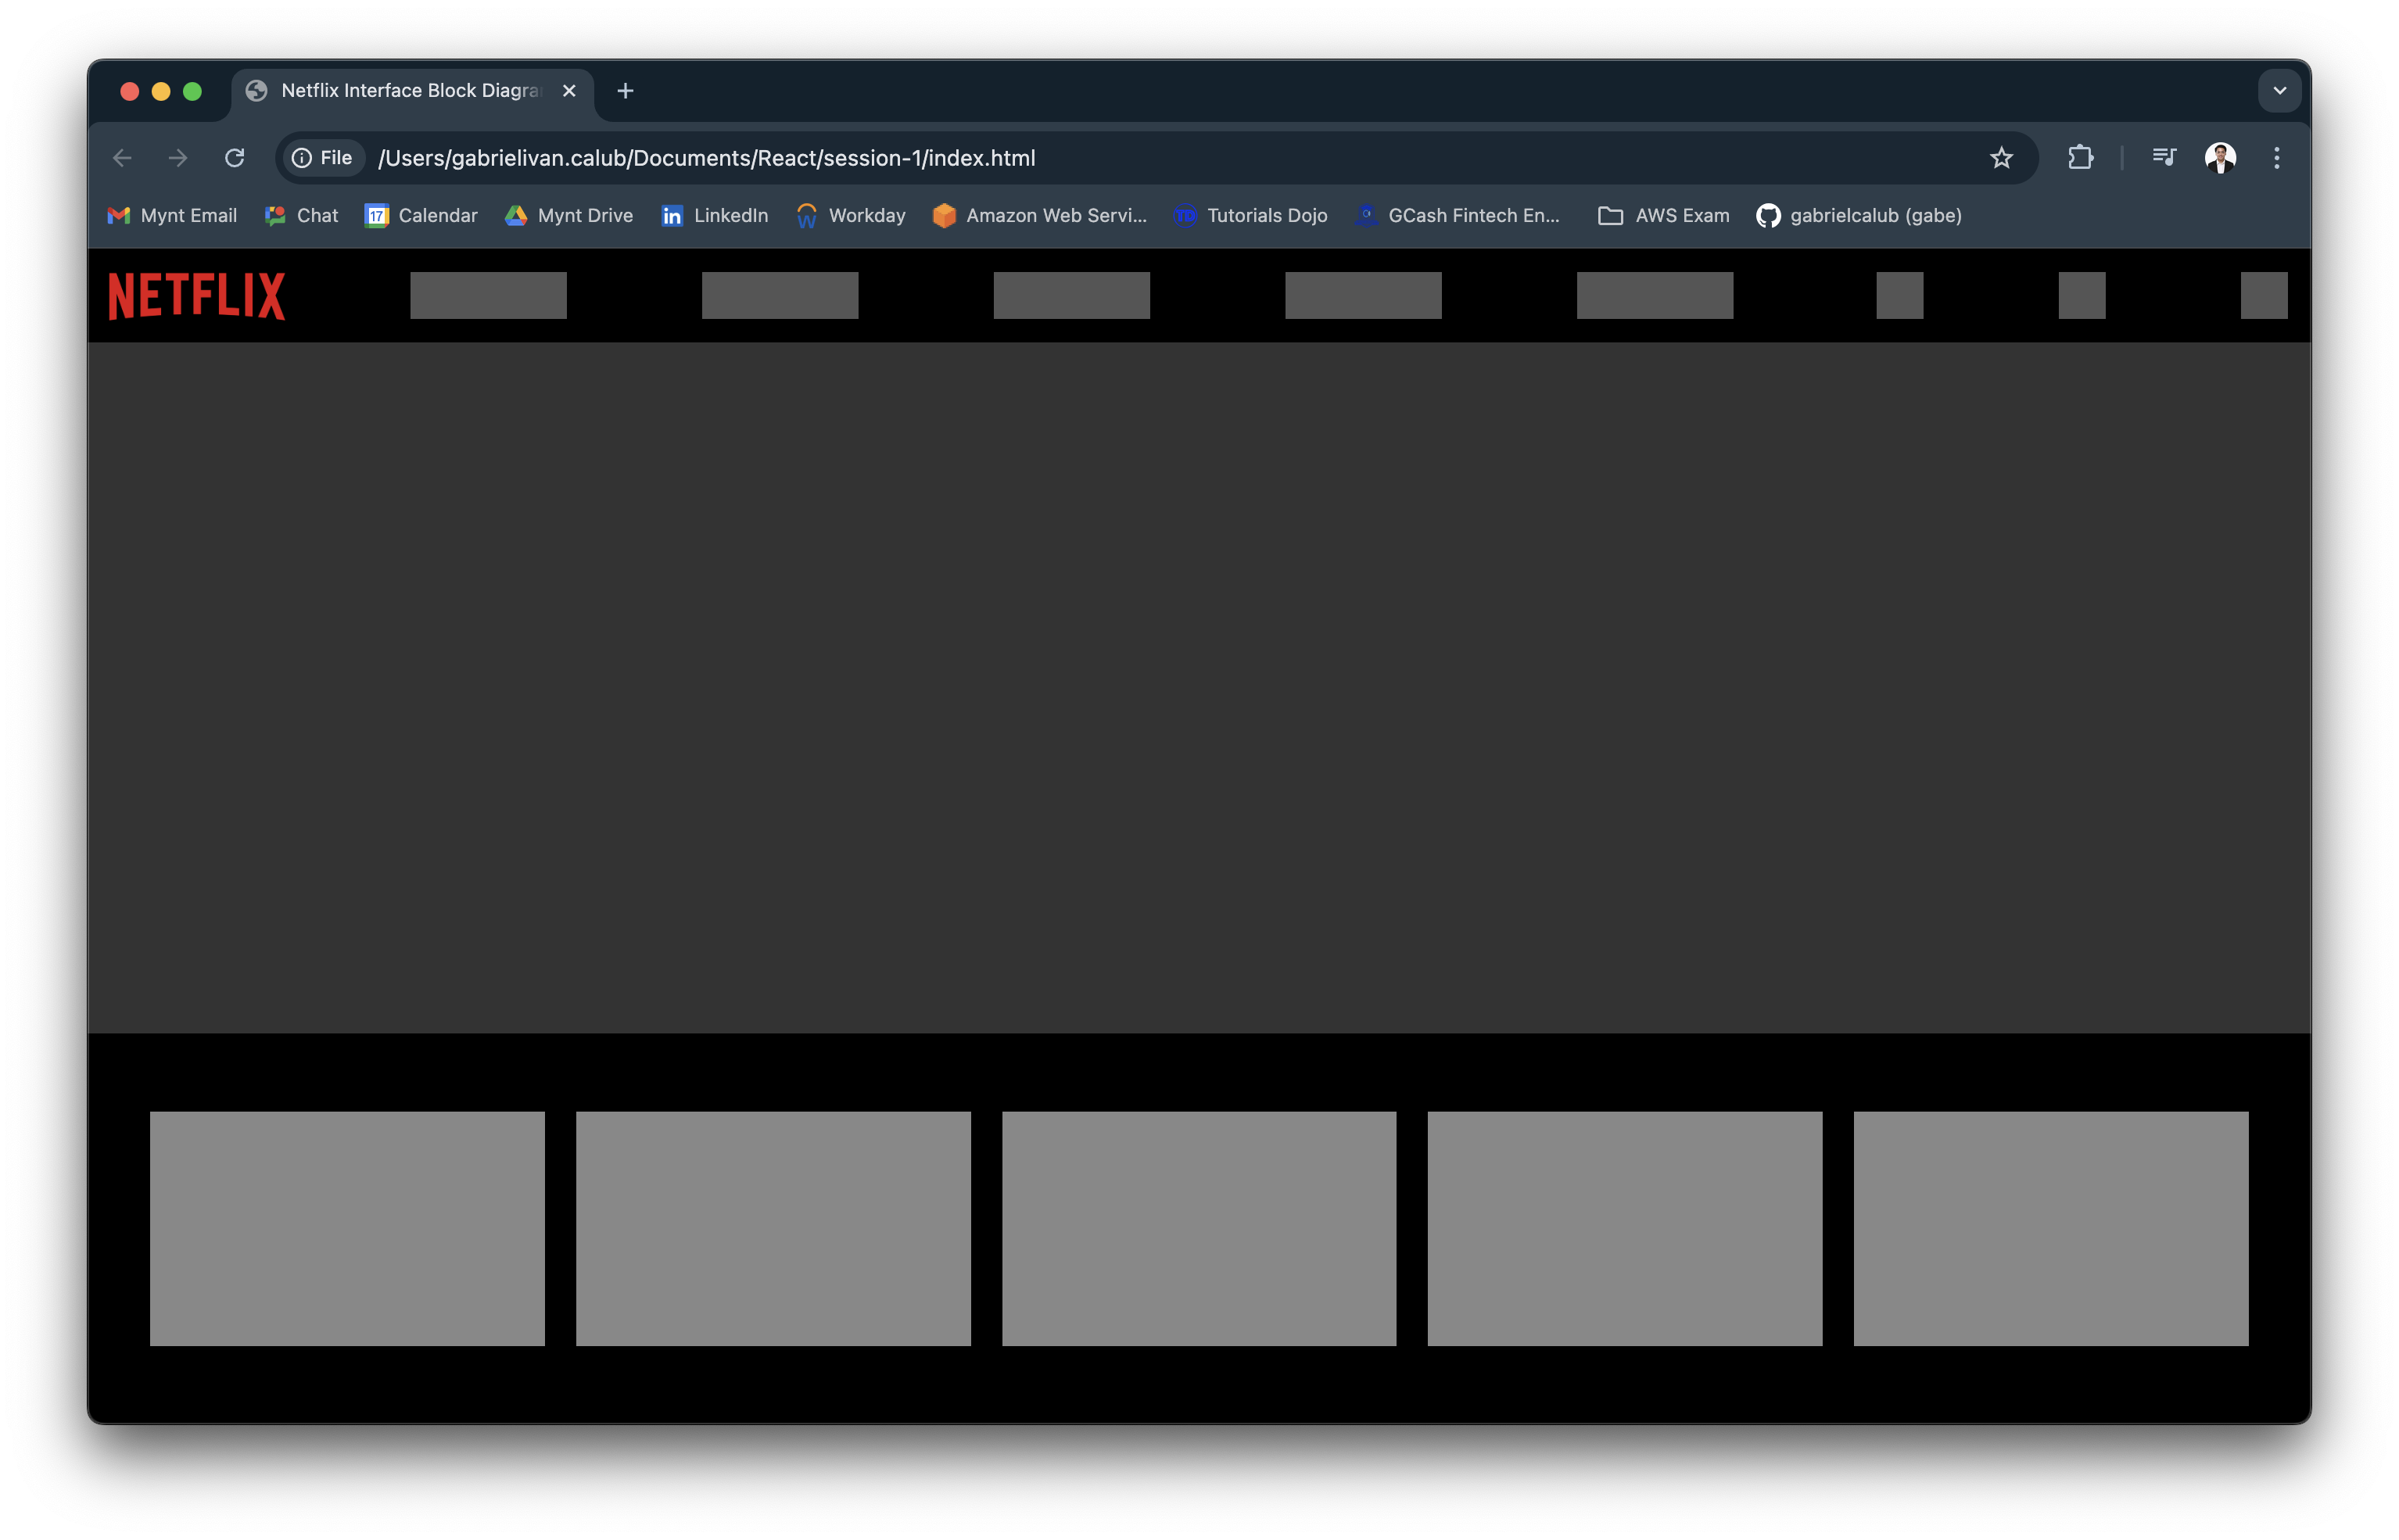 Netflix Interface Block Diagra
File /Users/gabrielivan.calub/Documents/React/session-1/index.html
Mynt Email Chat 17 Calendar Mynt Drive in LinkedIn Workday Amazon Web Servi... TD Tutorials Dojo GCash Fintech En... AWS Exam gabrielcalub (gabe)
NETFLIX